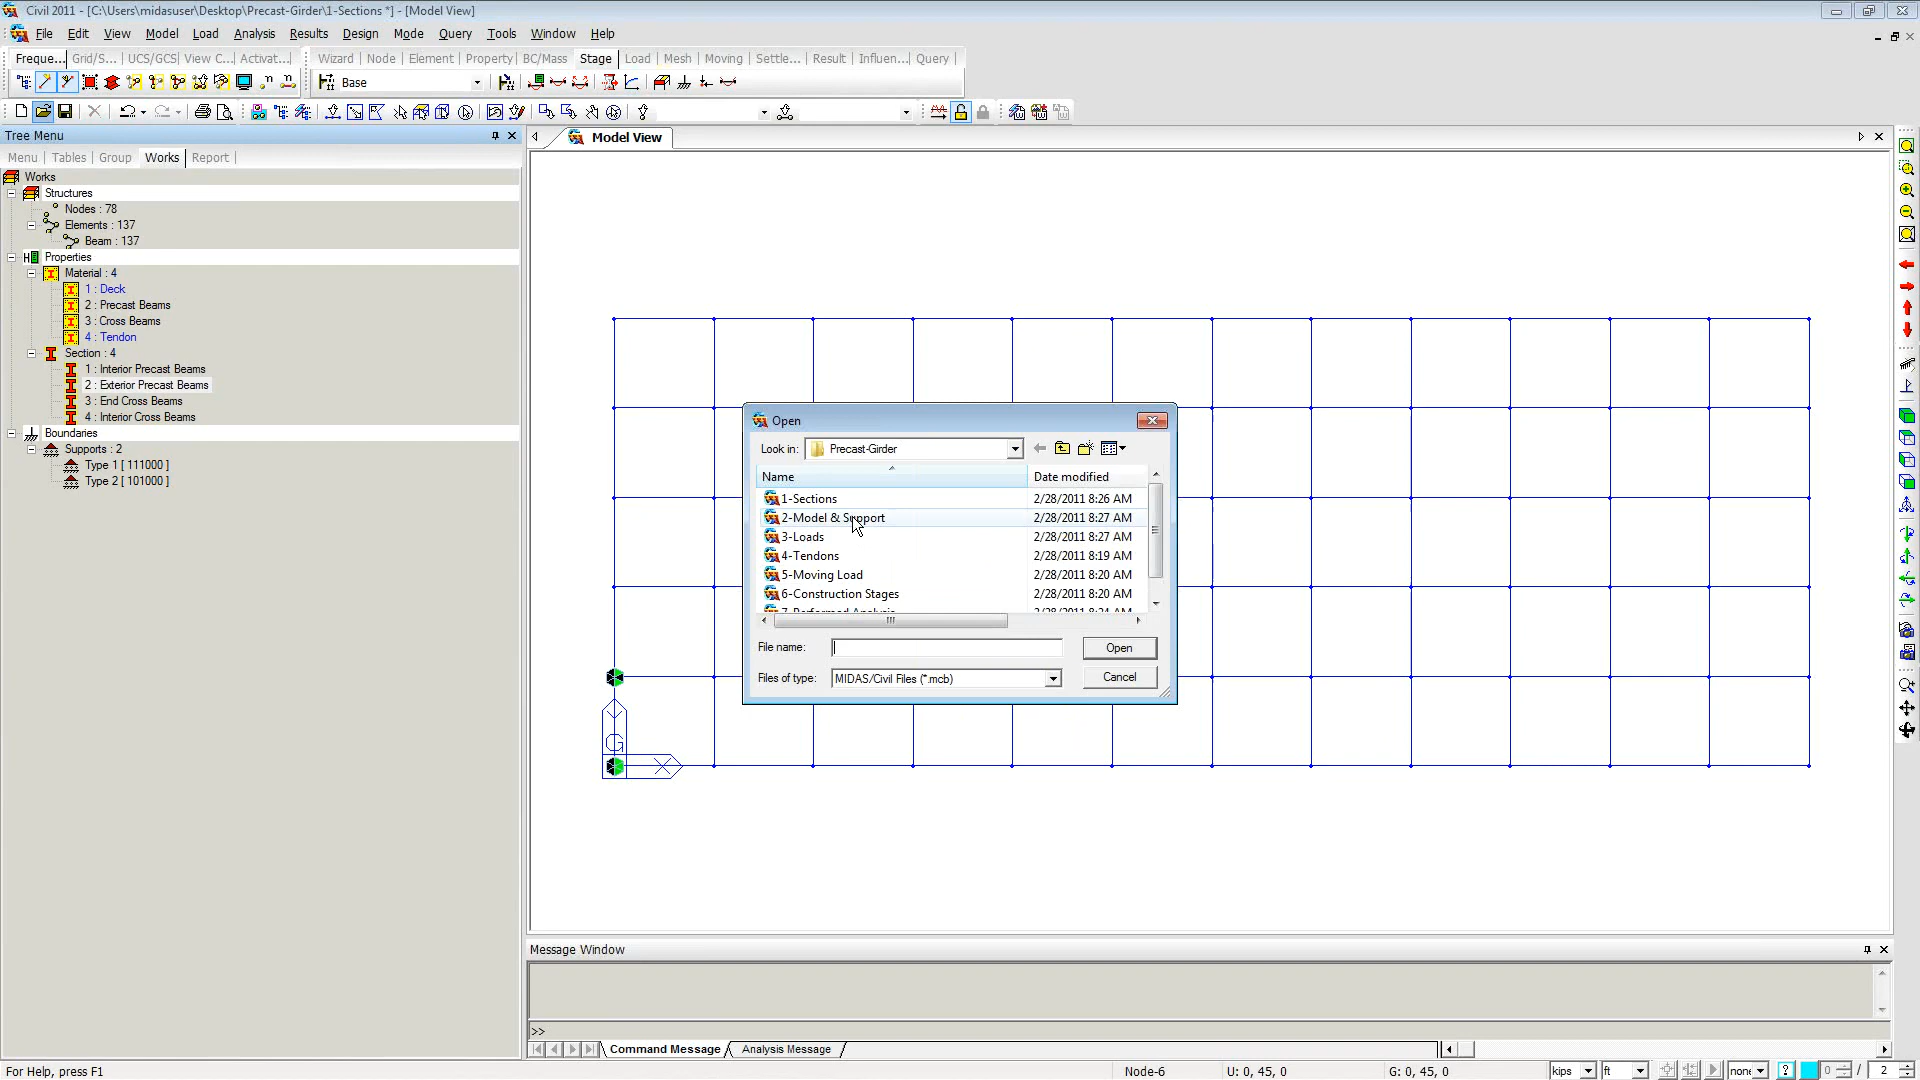 Civil 2011 - [C:\Users\midasuser\Desktop\Precast-Girder\1-Sections *] - [Model View]
File Edit View Model Load Analysis Results Design Mode Query Tools Window Help
Freque... Grid/S... UCS/GCS View C... Activat... Wizard Node Element Property BC/Mass Stage Load Mesh Moving Settle... Result Influen... Query
Base
Tree Menu
Model View
Menu Tables Group Works Report
Works
Structures
Nodes : 78
Elements : 137
Beam : 137
Properties
Material : 4
1 : Deck
2 : Precast Beams
3 : Cross Beams
4 : Tendon
Section : 4
1 : Interior Precast Beams
2 : Exterior Precast Beams
3 : End Cross Beams
4 : Interior Cross Beams
Boundaries
Supports : 2
Type 1 [ 111000 ]
Type 2 [ 101000 ]
Open
Look in: Precast-Girder
Name Date modified
1-Sections 2/28/2011 8:26 AM
2-Model & Support 2/28/2011 8:27 AM
3-Loads 2/28/2011 8:27 AM
4-Tendons 2/28/2011 8:19 AM
5-Moving Load 2/28/2011 8:20 AM
6-Construction Stages 2/28/2011 8:20 AM
7-Performed Analysis 2/28/2011 8:24 AM
File name: Open
Files of type: MIDAS/Civil Files (*.mcb) Cancel
Y
G
X
Message Window
>>
Command Message Analysis Message
For Help, press F1 Node-6 U: 0, 45, 0 G: 0, 45, 0 kips ft none ? 0 / 2